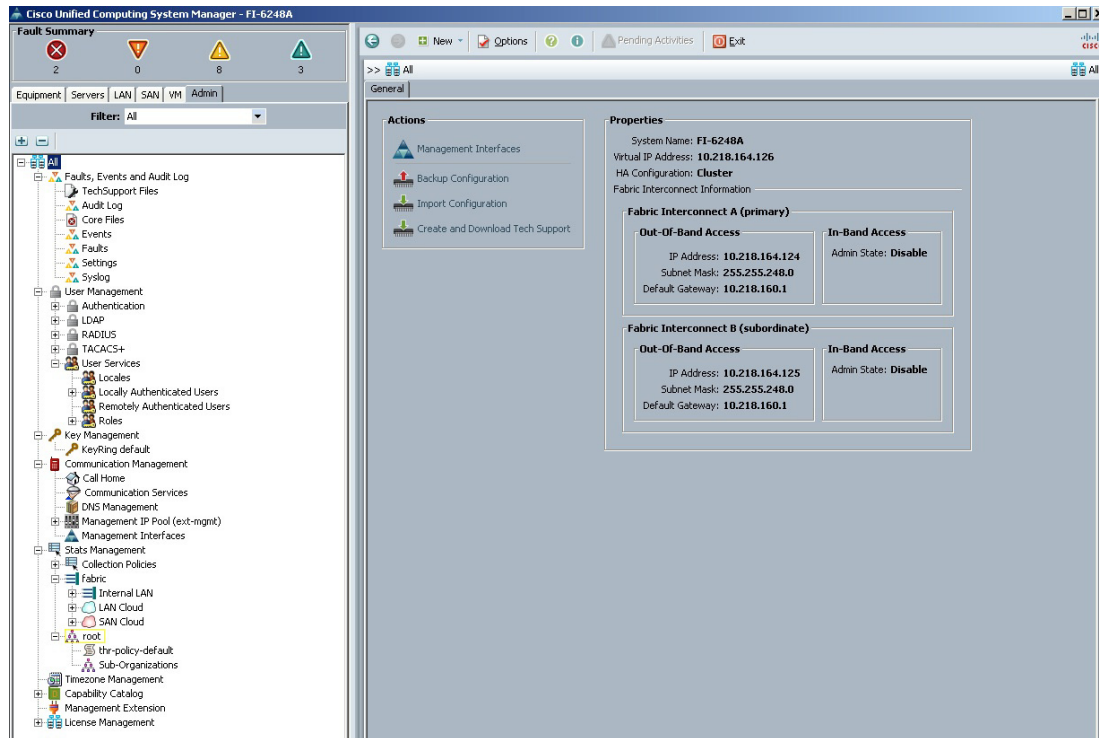 Cisco Unified Computing System Manager - FI-6248A
Fault Summary
2 0 8 3
Equipment Servers LAN SAN VM Admin
Filter: All
All
Faults, Events and Audit Log
TechSupport Files
Audit Log
Core Files
Events
Faults
Settings
Syslog
User Management
Authentication
LDAP
RADIUS
TACACS+
User Services
Locales
Locally Authenticated Users
Remotely Authenticated Users
Roles
Key Management
KeyRing default
Communication Management
Call Home
Communication Services
DNS Management
Management IP Pool (ext-mgmt)
Management Interfaces
Stats Management
Collection Policies
fabric
Internal LAN
LAN Cloud
SAN Cloud
root
thr-policy-default
Sub-Organizations
Timezone Management
Capability Catalog
Management Extension
License Management
New Options Pending Activities Exit
>> All
All
General
Actions
Management Interfaces
Backup Configuration
Import Configuration
Create and Download Tech Support
Properties
System Name: FI-6248A
Virtual IP Address: 10.218.164.126
HA Configuration: Cluster
Fabric Interconnect Information
Fabric Interconnect A (primary)
Out-Of-Band Access
IP Address: 10.218.164.124
Subnet Mask: 255.255.248.0
Default Gateway: 10.218.160.1
In-Band Access
Admin State: Disable
Fabric Interconnect B (subordinate)
Out-Of-Band Access
IP Address: 10.218.164.125
Subnet Mask: 255.255.248.0
Default Gateway: 10.218.160.1
In-Band Access
Admin State: Disable